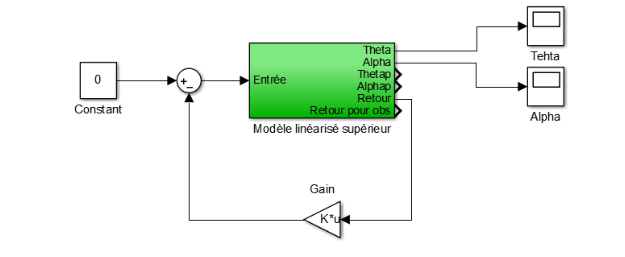 Theta
Alpha
Thetap
Alphap
Retour
Retour pour obs
Entrée
Modèle linéarisé supérieur
0
Constant
+
−
Tehta
Alpha
Gain
K*u